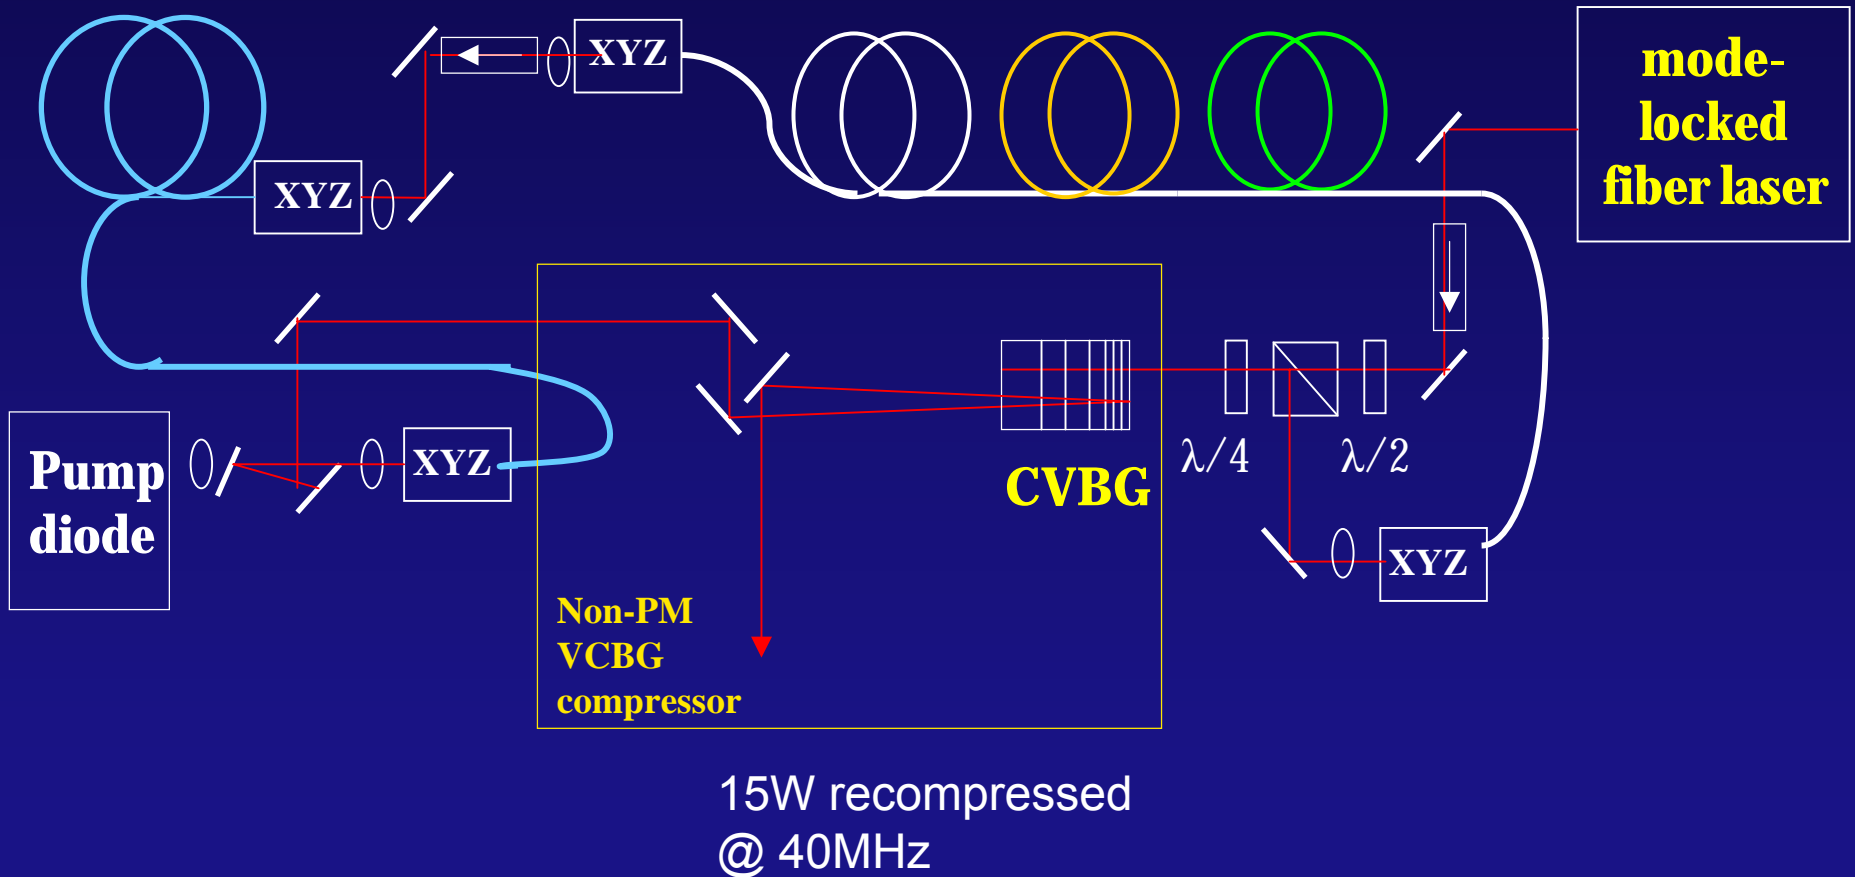 XYZ
mode-
locked
fiber laser
XYZ
Pump
diode
XYZ
CVBG
λ/4
λ/2
XYZ
Non-PM
VCBG
compressor
15W recompressed
@ 40MHz